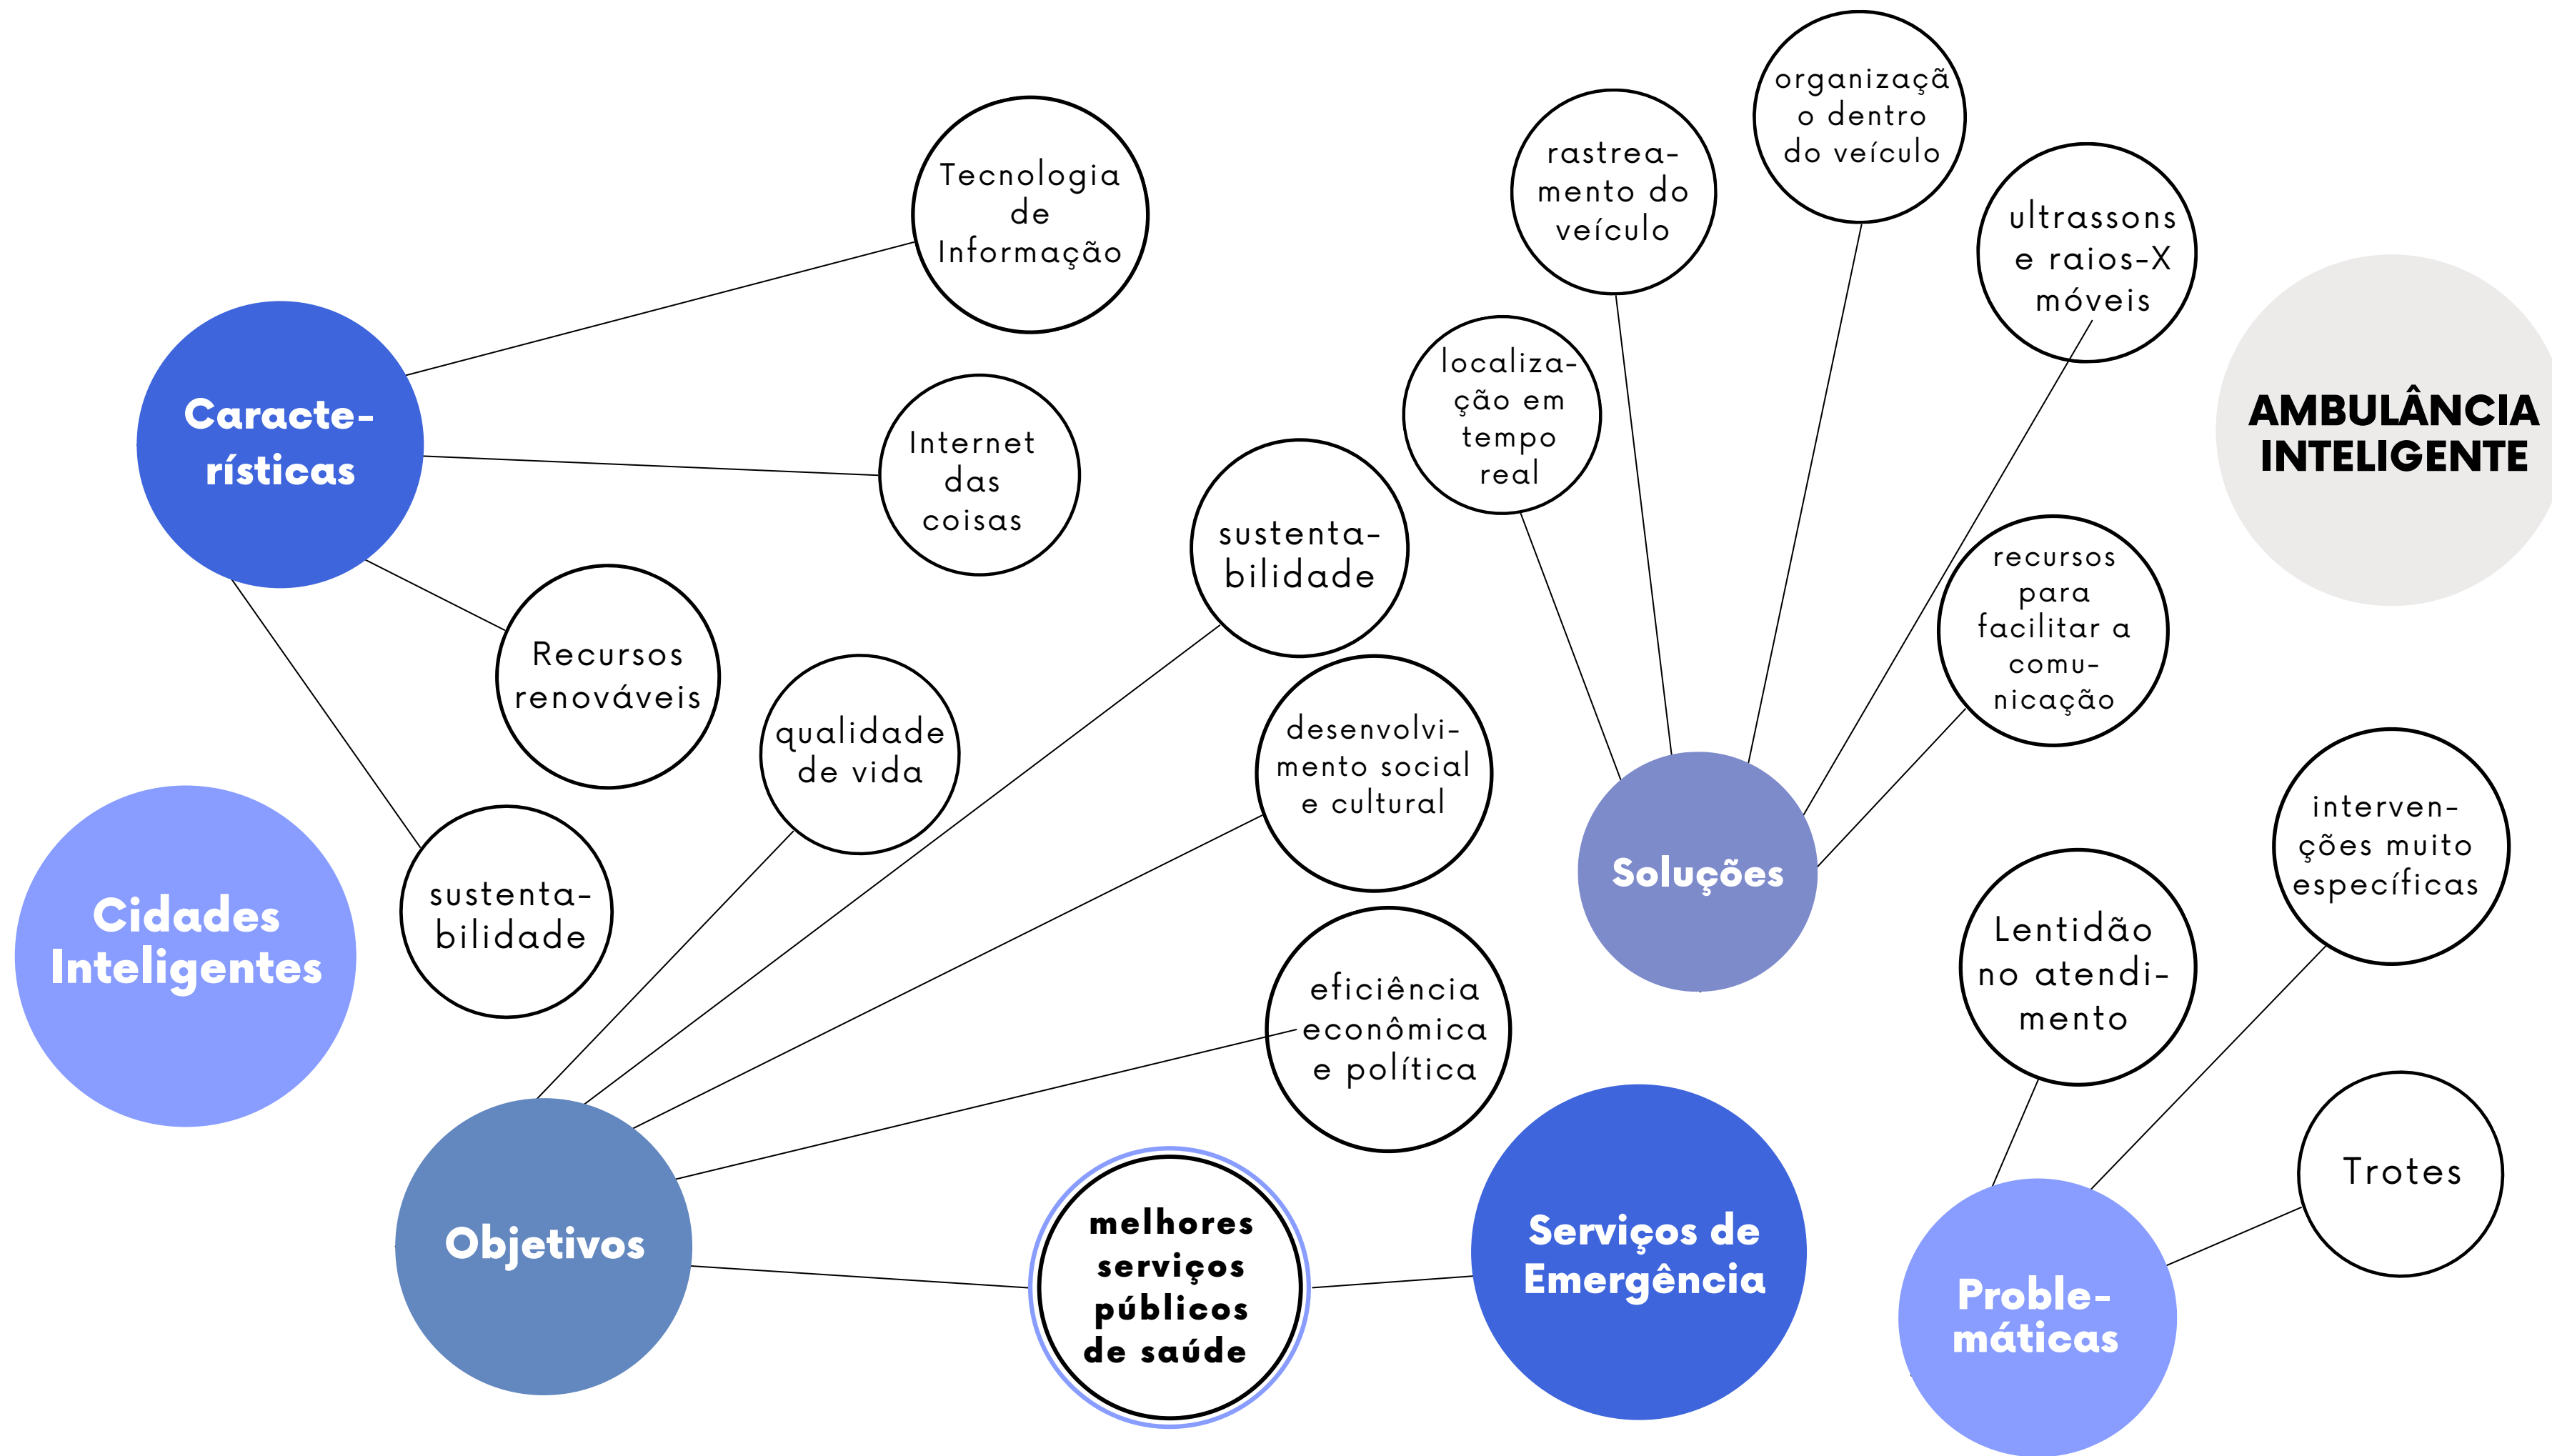 Caracte-
rísticas
Tecnologia
de
Informação
Internet
das
coisas
Recursos
renováveis
sustenta-
bilidade
Cidades
Inteligentes
Objetivos
qualidade
de vida
sustenta-
bilidade
desenvolvi-
mento social
e cultural
eficiência
econômica
e política
melhores
serviços
públicos
de saúde
Serviços de
Emergência
Soluções
localiza-
ção em
tempo
real
rastrea-
mento do
veículo
organizaçã
o dentro
do veículo
ultrassons
e raios-X
móveis
recursos
para
facilitar a
comu-
nicação
AMBULÂNCIA
INTELIGENTE
Proble-
máticas
Lentidão
no atendi-
mento
interven-
ções muito
específicas
Trotes